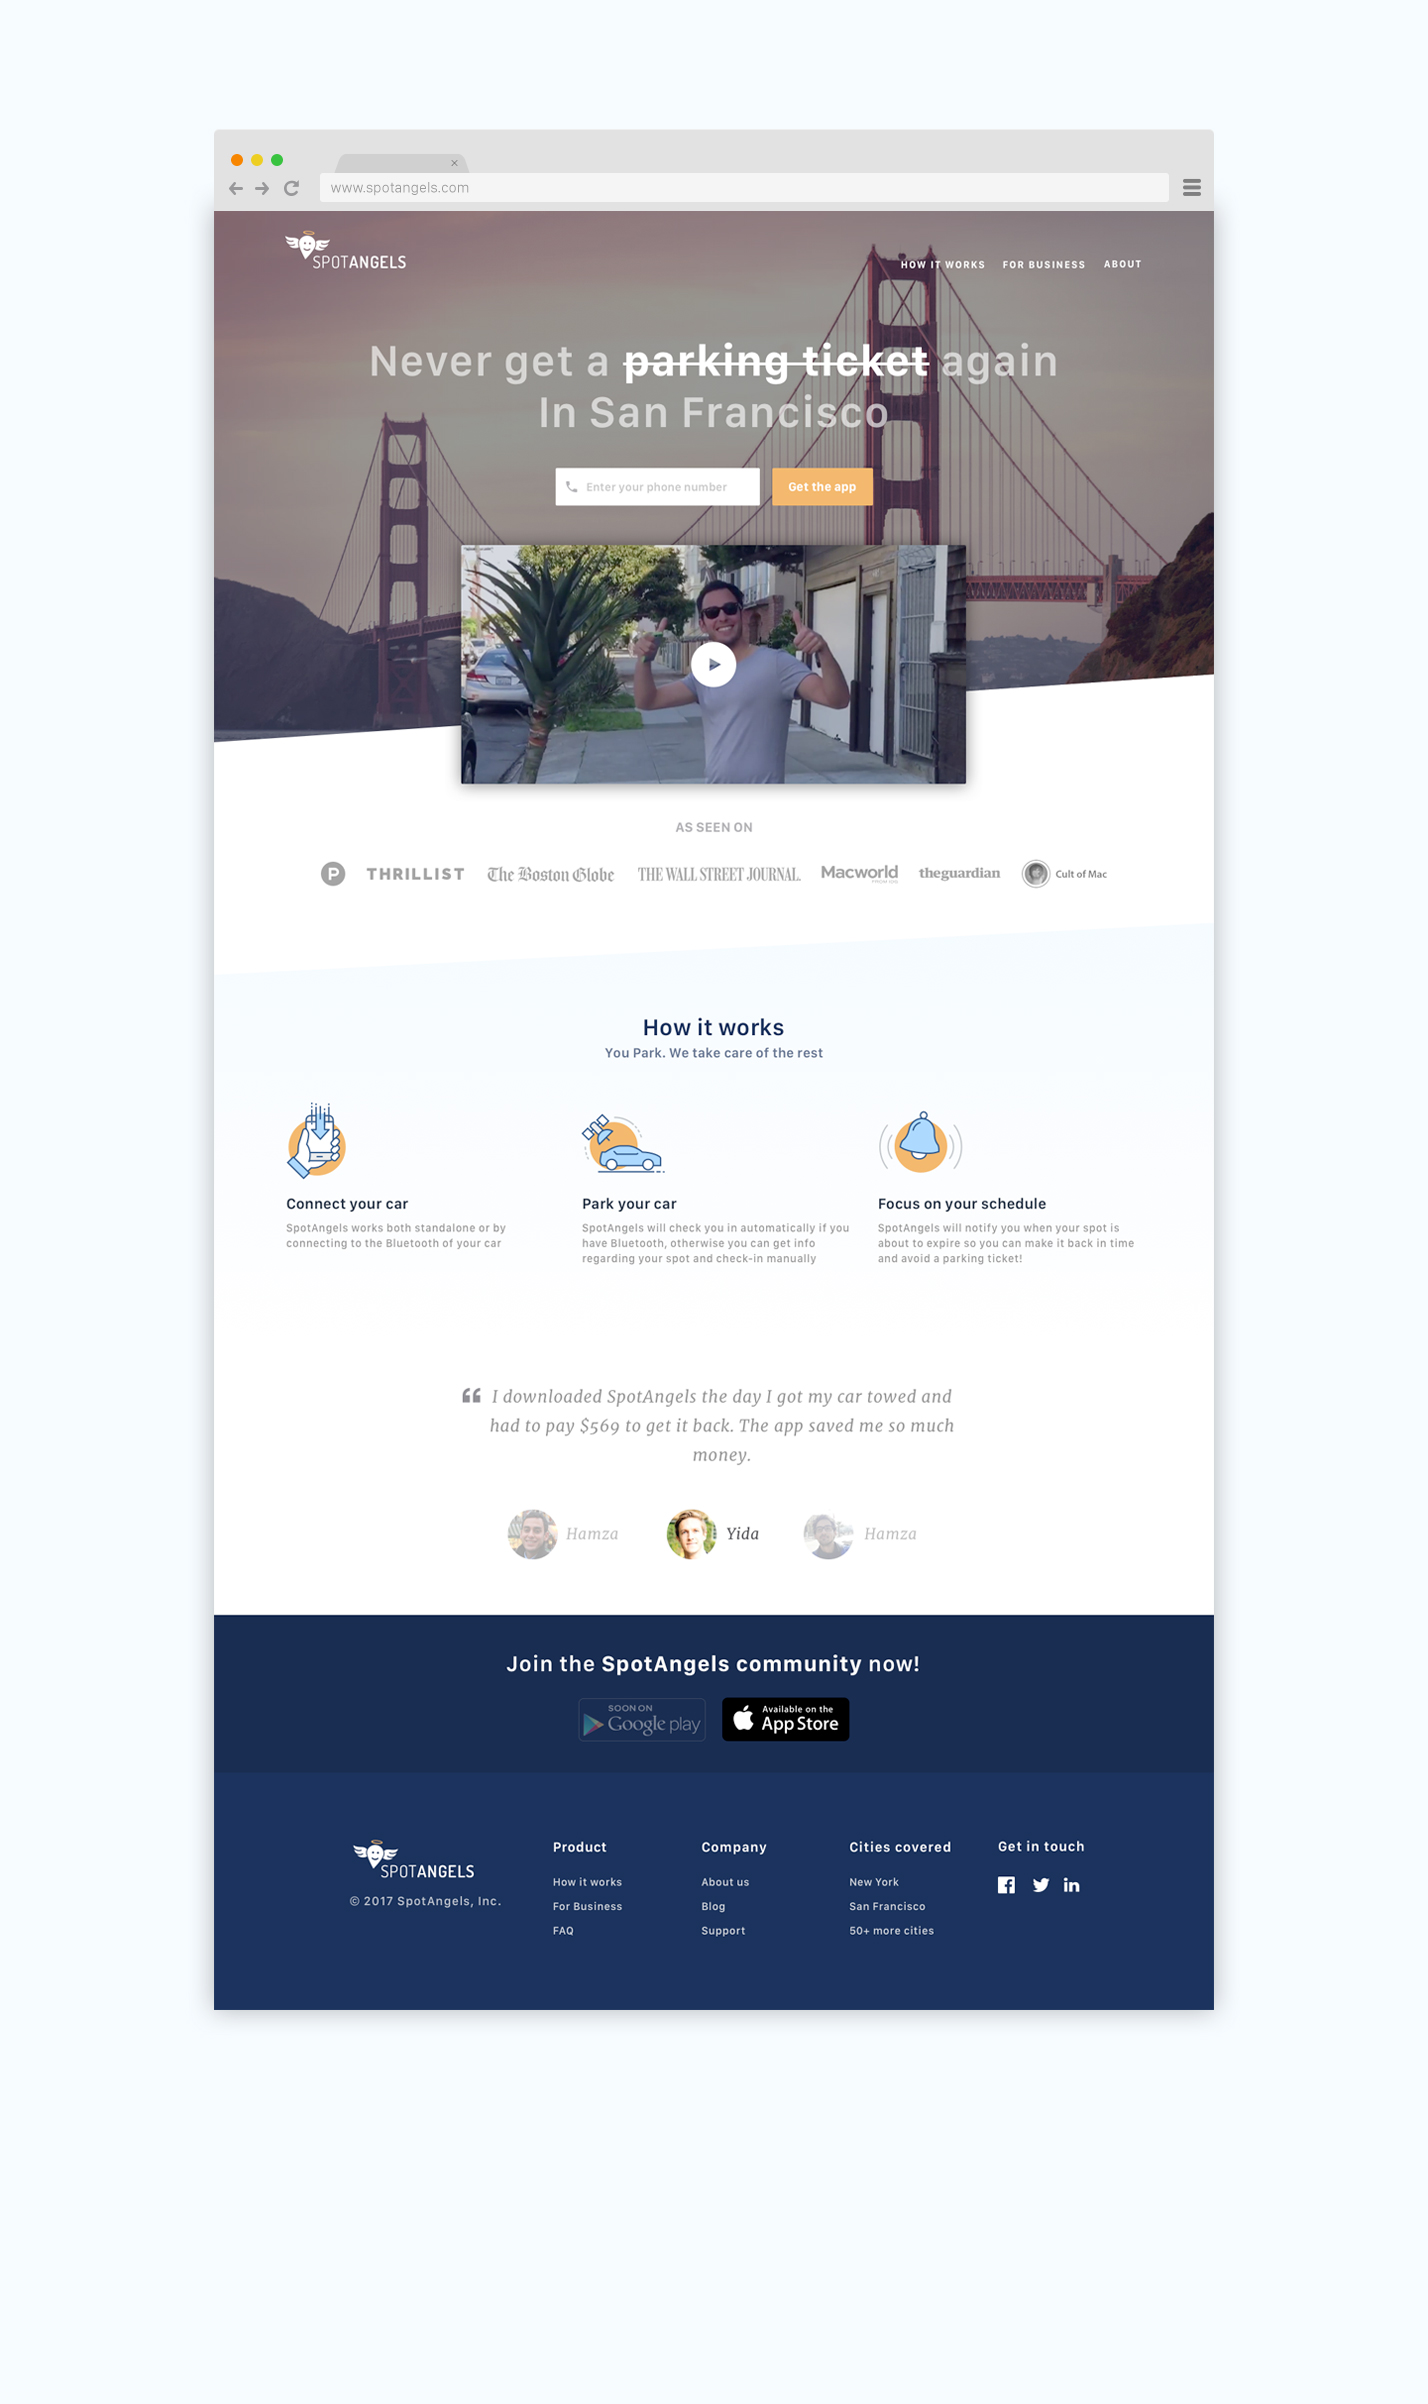 www.spotangels.com
SPOTANGELS
HOW IT WORKS FOR BUSINESS ABOUT
Never get a parking ticket again
In San Francisco
Enter your phone number
Get the app
AS SEEN ON
P THRILLIST The Boston Globe THE WALL STREET JOURNAL. Macworld theguardian Cult of Mac
How it works
You Park. We take care of the rest
Connect your car
SpotAngels works both standalone or by
connecting to the Bluetooth of your car
Park your car
SpotAngels will check you in automatically if you
have Bluetooth, otherwise you can get info
regarding your spot and check-in manually
Focus on your schedule
SpotAngels will notify you when your spot is
about to expire so you can make it back in time
and avoid a parking ticket!
“ I downloaded SpotAngels the day I got my car towed and
had to pay $569 to get it back. The app saved me so much
money.
Hamza Yida Hamza
Join the SpotAngels community now!
SOON ON
Google play
Available on the
App Store
SPOTANGELS
© 2017 SpotAngels, Inc.
Product
How it works
For Business
FAQ
Company
About us
Blog
Support
Cities covered
New York
San Francisco
50+ more cities
Get in touch